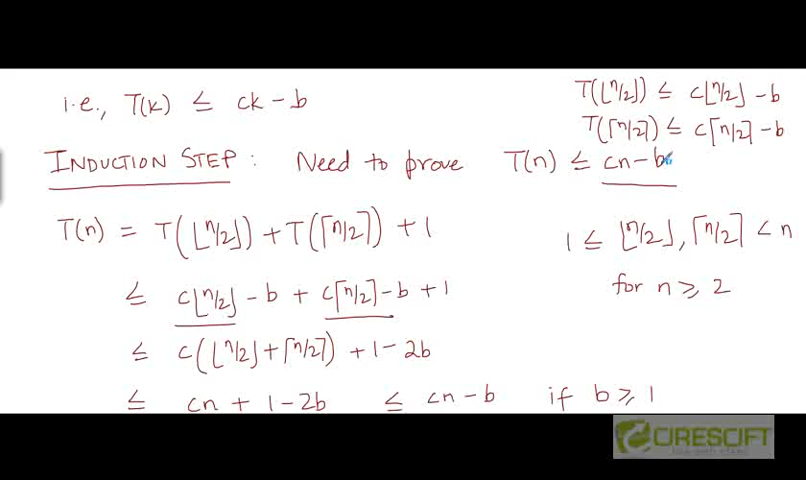 i.e., T(k) ≤ ck - b
T(⌊n/2⌋) ≤ c⌊n/2⌋ - b
T(⌈n/2⌉) ≤ c⌈n/2⌉ - b
INDUCTION STEP : Need to prove T(n) ≤ cn - b
T(n) = T(⌊n/2⌋) + T(⌈n/2⌉) + 1
1 ≤ ⌊n/2⌋, ⌈n/2⌉ < n
for n ≥ 2
≤ c⌊n/2⌋ - b + c⌈n/2⌉ - b + 1
≤ c(⌊n/2⌋ + ⌈n/2⌉) + 1 - 2b
≤ cn + 1 - 2b ≤ cn - b if b ≥ 1
CIRESCIFT